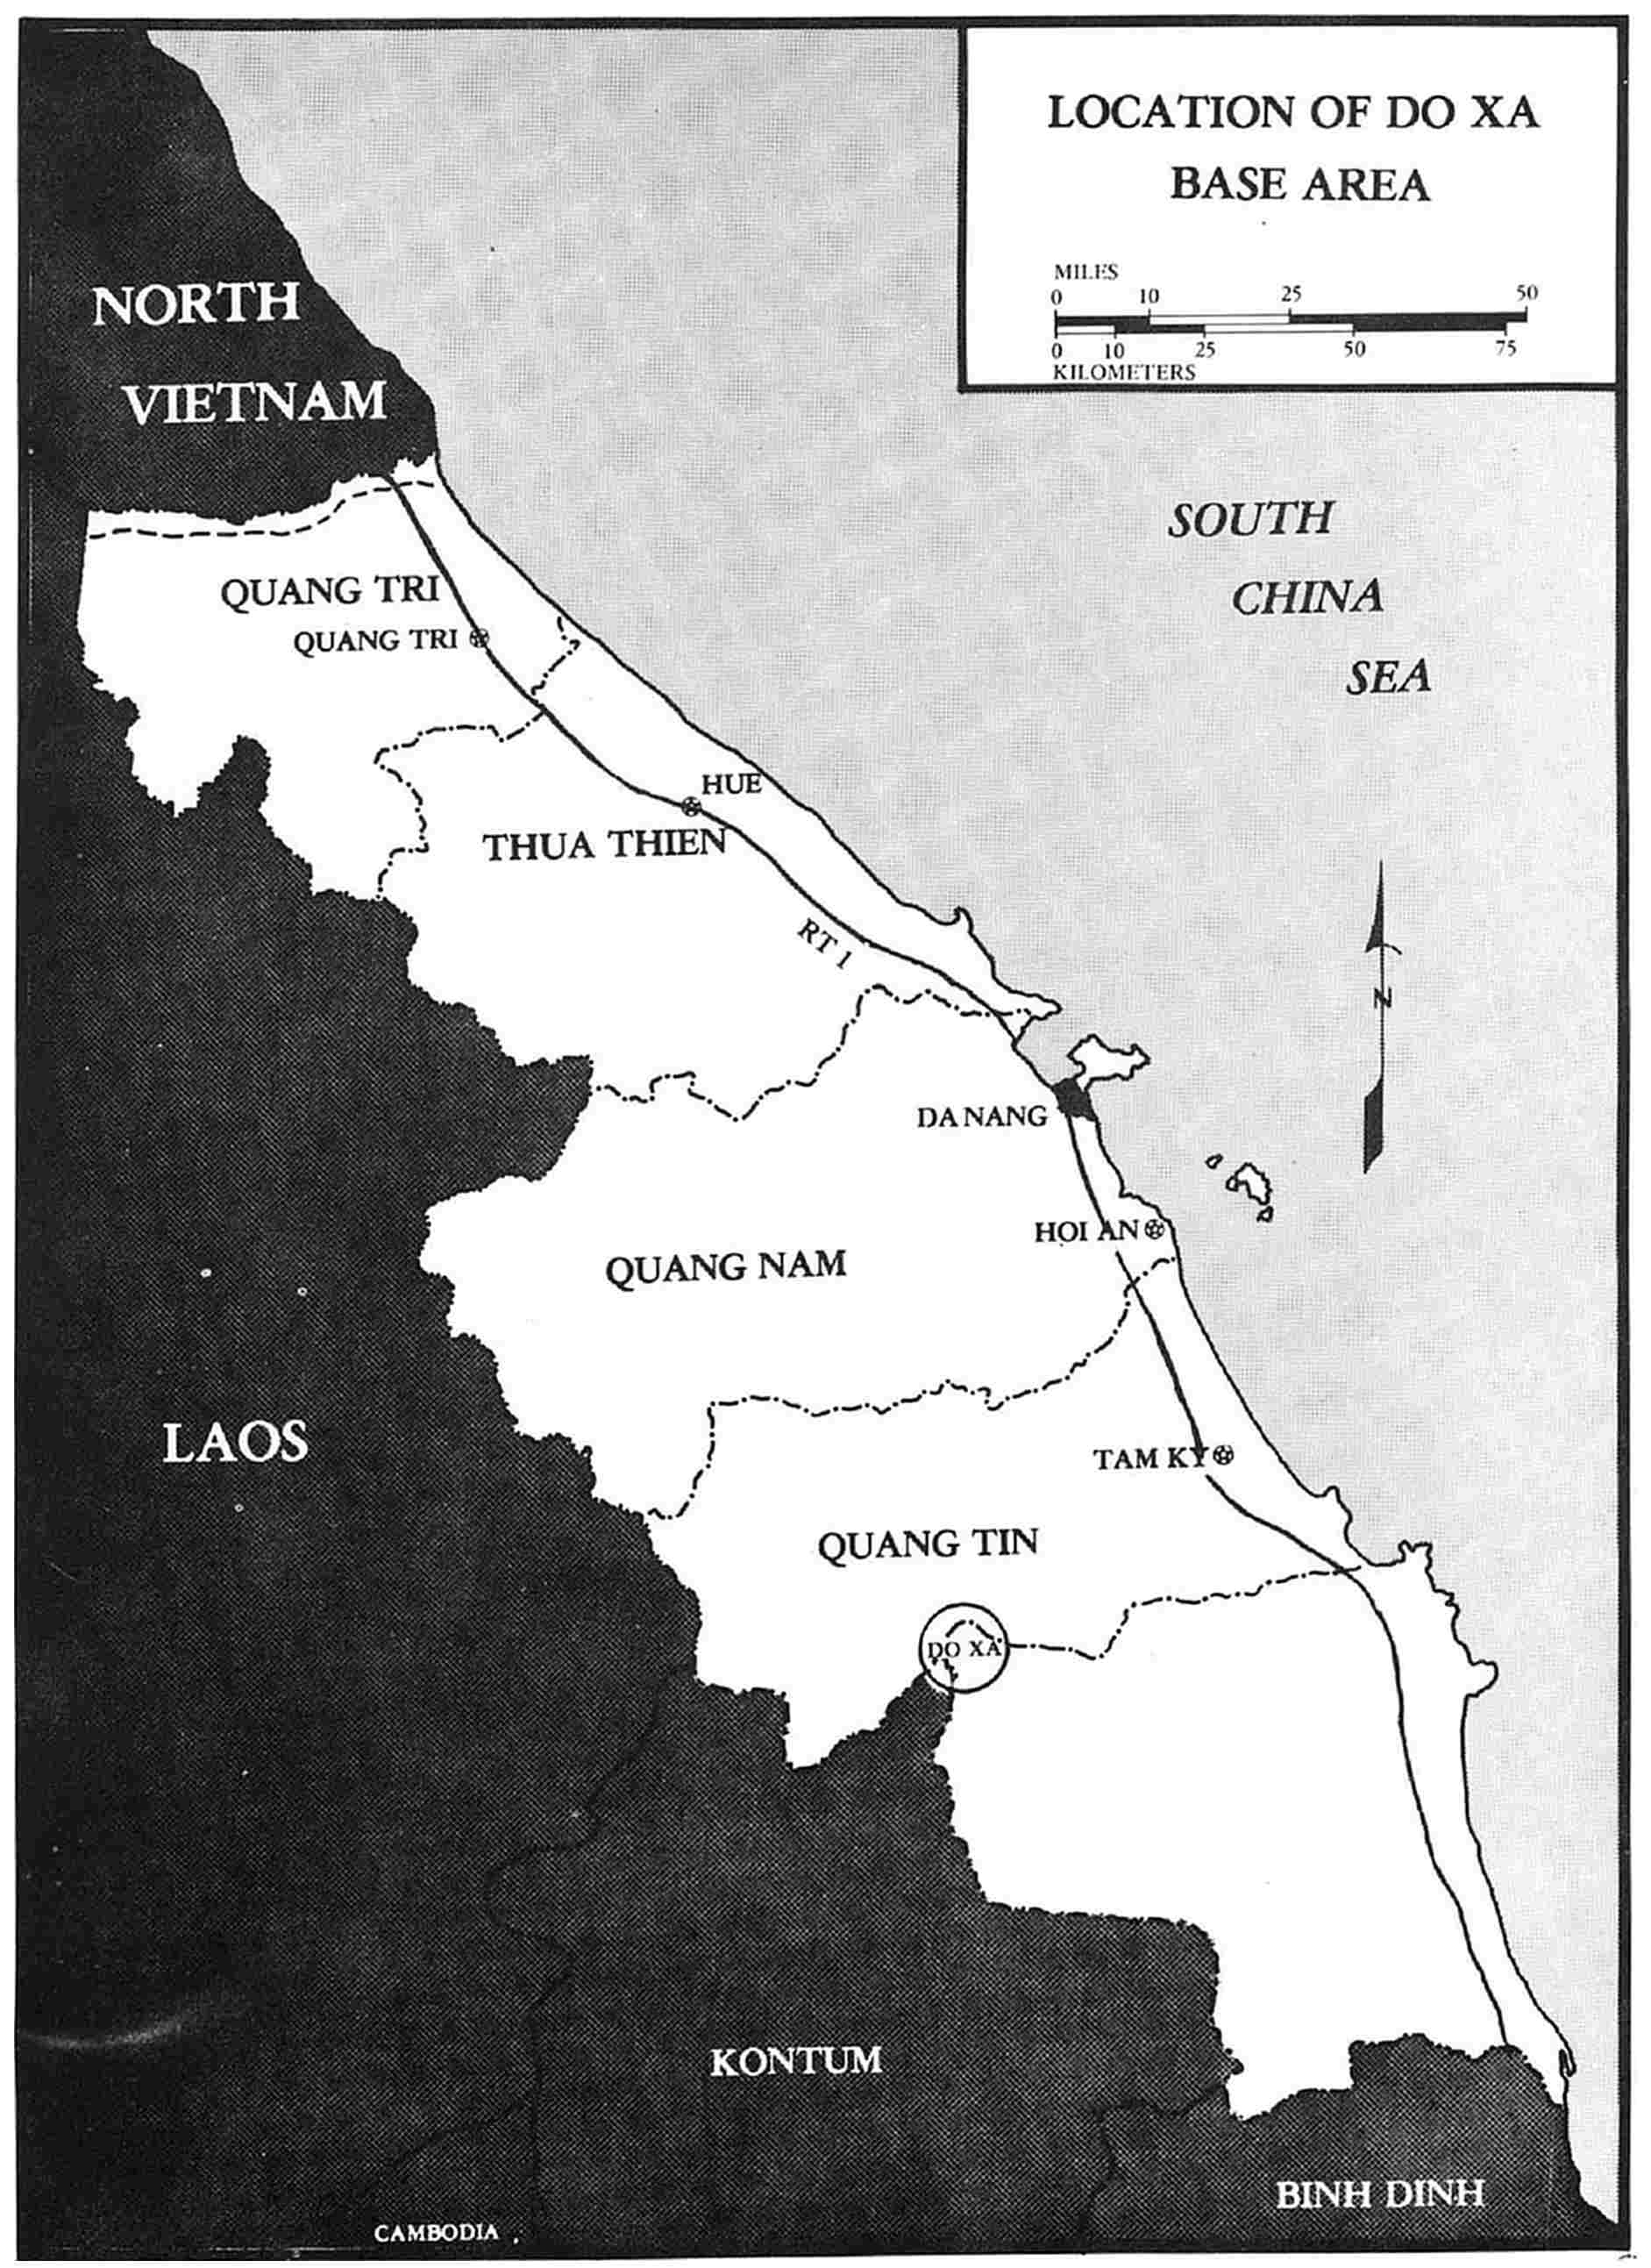 LOCATION OF DO XA
BASE AREA
MILES
0 10 25 50
0 10 25 50 75
KILOMETERS
NORTH
VIETNAM
SOUTH
CHINA
SEA
QUANG TRI
QUANG TRI
HUE
THUA THIEN
RT 1
N
DA NANG
HOI AN
QUANG NAM
LAOS
TAM KY
QUANG TIN
DO XA
KONTUM
BINH DINH
CAMBODIA